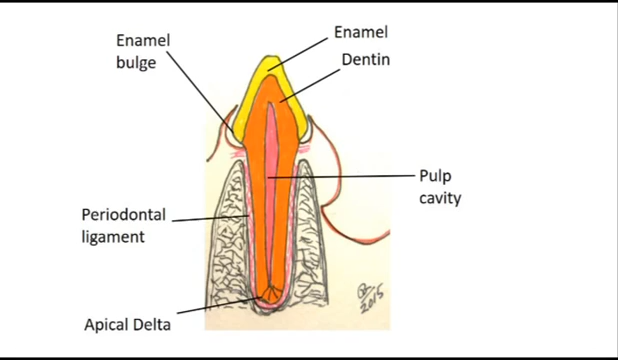 Enamel
bulge
Enamel
Dentin
Pulp
cavity
Periodontal
ligament
Apical Delta
2015